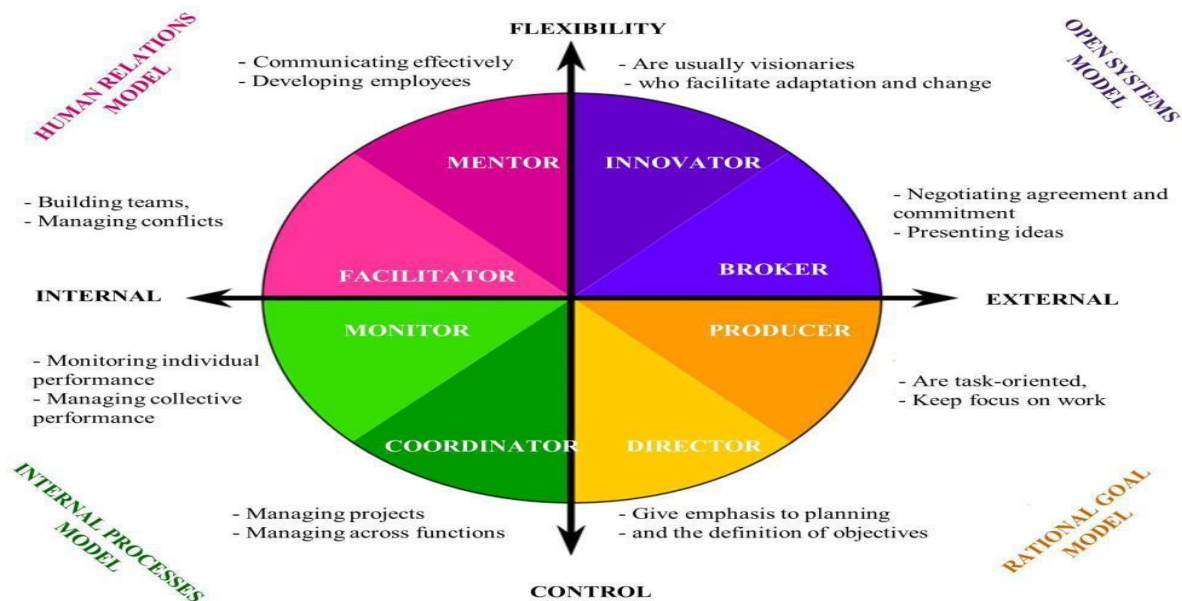 FLEXIBILITY
HUMAN RELATIONS
MODEL
- Communicating effectively
- Developing employees
- Are usually visionaries
- who facilitate adaptation and change
OPEN SYSTEMS
MODEL
MENTOR
INNOVATOR
- Building teams,
- Managing conflicts
- Negotiating agreement and
commitment
- Presenting ideas
FACILITATOR
BROKER
INTERNAL
EXTERNAL
MONITOR
PRODUCER
- Monitoring individual
performance
- Managing collective
performance
- Are task-oriented,
- Keep focus on work
COORDINATOR
DIRECTOR
INTERNAL PROCESSES
MODEL
- Managing projects
- Managing across functions
- Give emphasis to planning
- and the definition of objectives
RATIONAL GOAL
MODEL
CONTROL